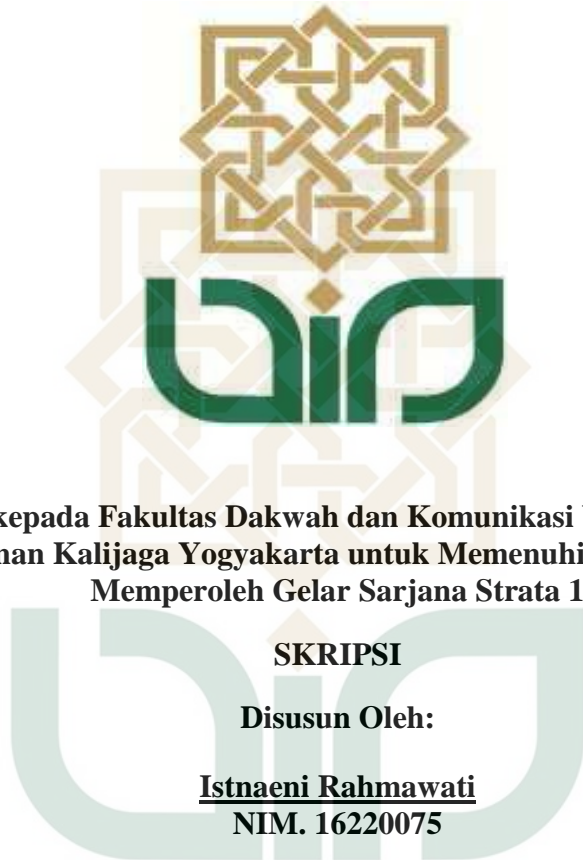 kepada Fakultas Dakwah dan Komunikasi
Kalijaga Yogyakarta untuk Memenuhi
Memperoleh Gelar Sarjana Strata 1
SKRIPSI
Disusun Oleh:
Istnaeni Rahmawati
NIM. 16220075